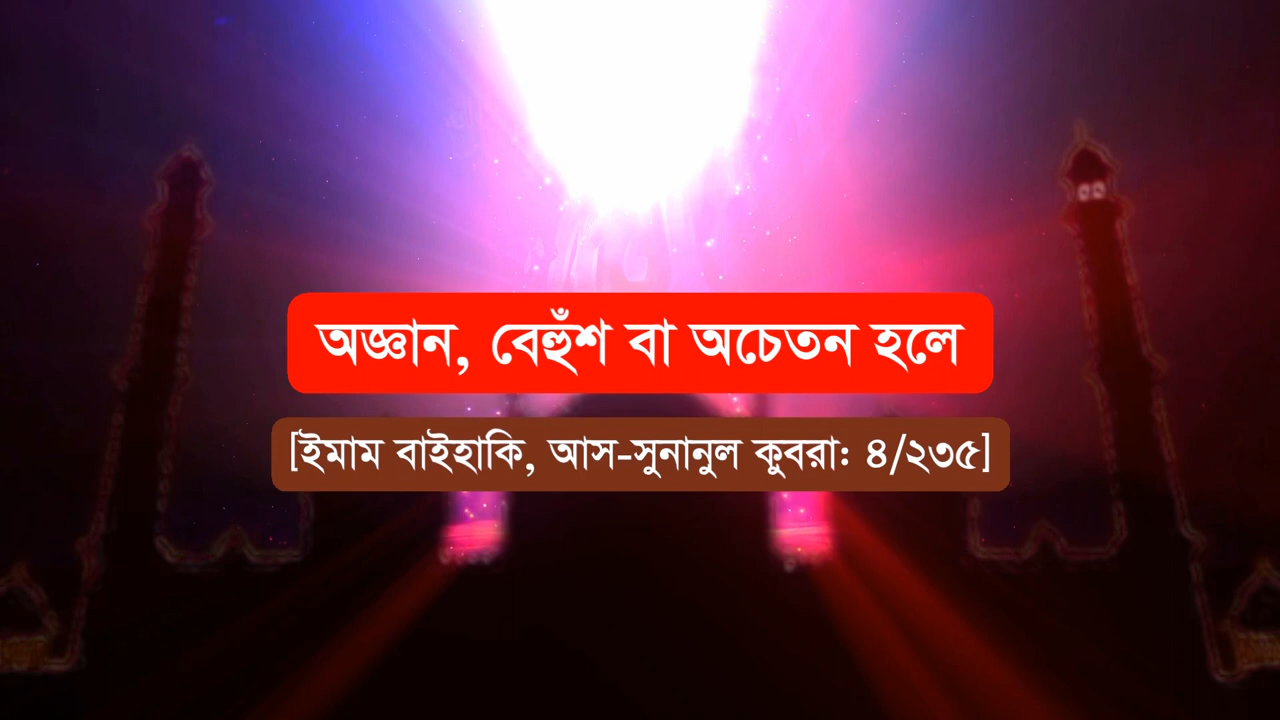 অজ্ঞান, বেহুঁশ বা অচেতন হলে
[ইমাম বাইহাকি, আস-সুনানুল কুবরা: ৪/২৩৫]